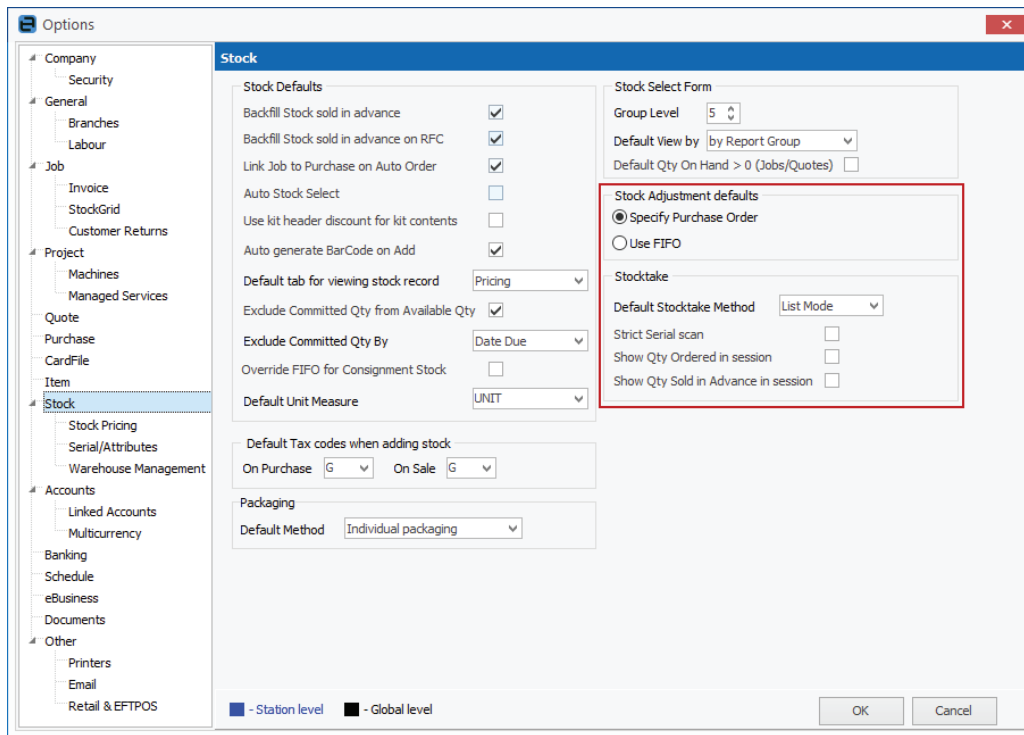 Options
Company
Security
General
Branches
Labour
Job
Invoice
StockGrid
Customer Returns
Project
Machines
Managed Services
Quote
Purchase
CardFile
Item
Stock
Stock Pricing
Serial/Attributes
Warehouse Management
Accounts
Linked Accounts
Multicurrency
Banking
Schedule
eBusiness
Documents
Other
Printers
Email
Retail & EFTPOS
Stock
Stock Defaults
Backfill Stock sold in advance
Backfill Stock sold in advance on RFC
Link Job to Purchase on Auto Order
Auto Stock Select
Use kit header discount for kit contents
Auto generate BarCode on Add
Default tab for viewing stock record Pricing
Exclude Committed Qty from Available Qty
Exclude Committed Qty By Date Due
Override FIFO for Consignment Stock
Default Unit Measure UNIT
Default Tax codes when adding stock
On Purchase G On Sale G
Packaging
Default Method Individual packaging
Stock Select Form
Group Level 5
Default View by by Report Group
Default Qty On Hand > 0 (Jobs/Quotes)
Stock Adjustment defaults
Specify Purchase Order
Use FIFO
Stocktake
Default Stocktake Method List Mode
Strict Serial scan
Show Qty Ordered in session
Show Qty Sold in Advance in session
- Station level - Global level
OK Cancel